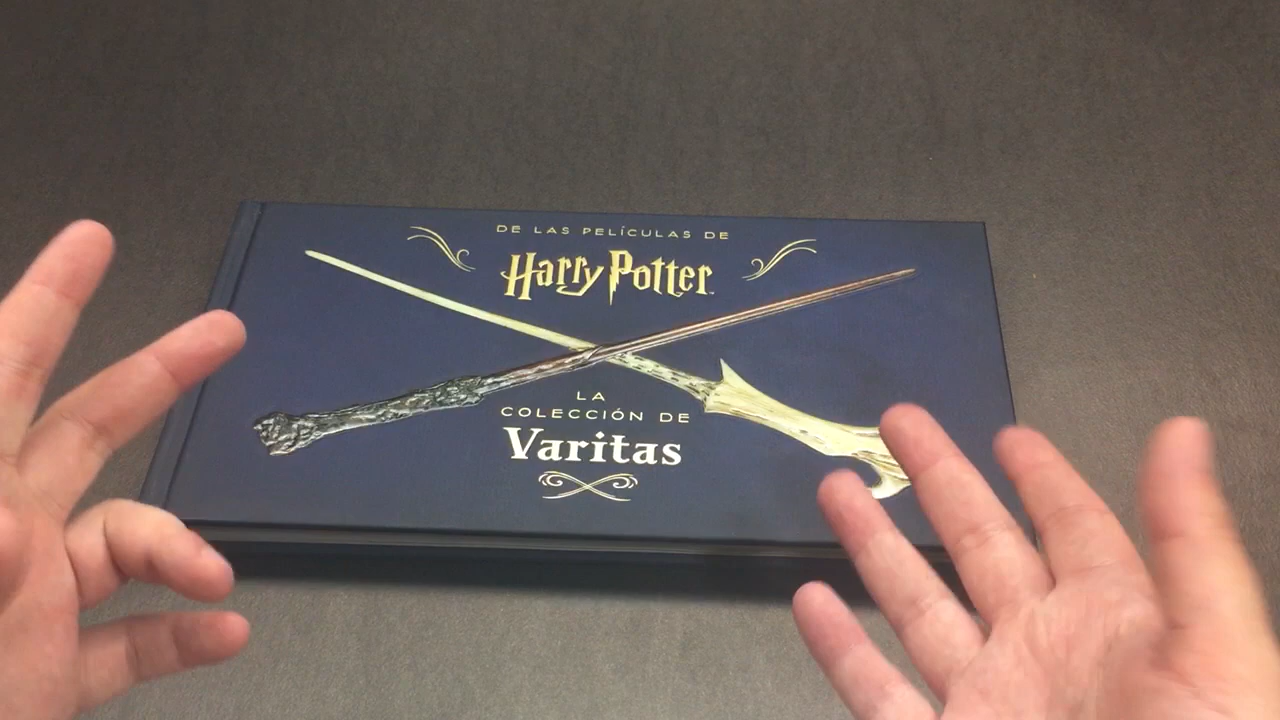 DE LAS PELÍCULAS DE
Harry Potter
LA
COLECCIÓN DE
Varitas